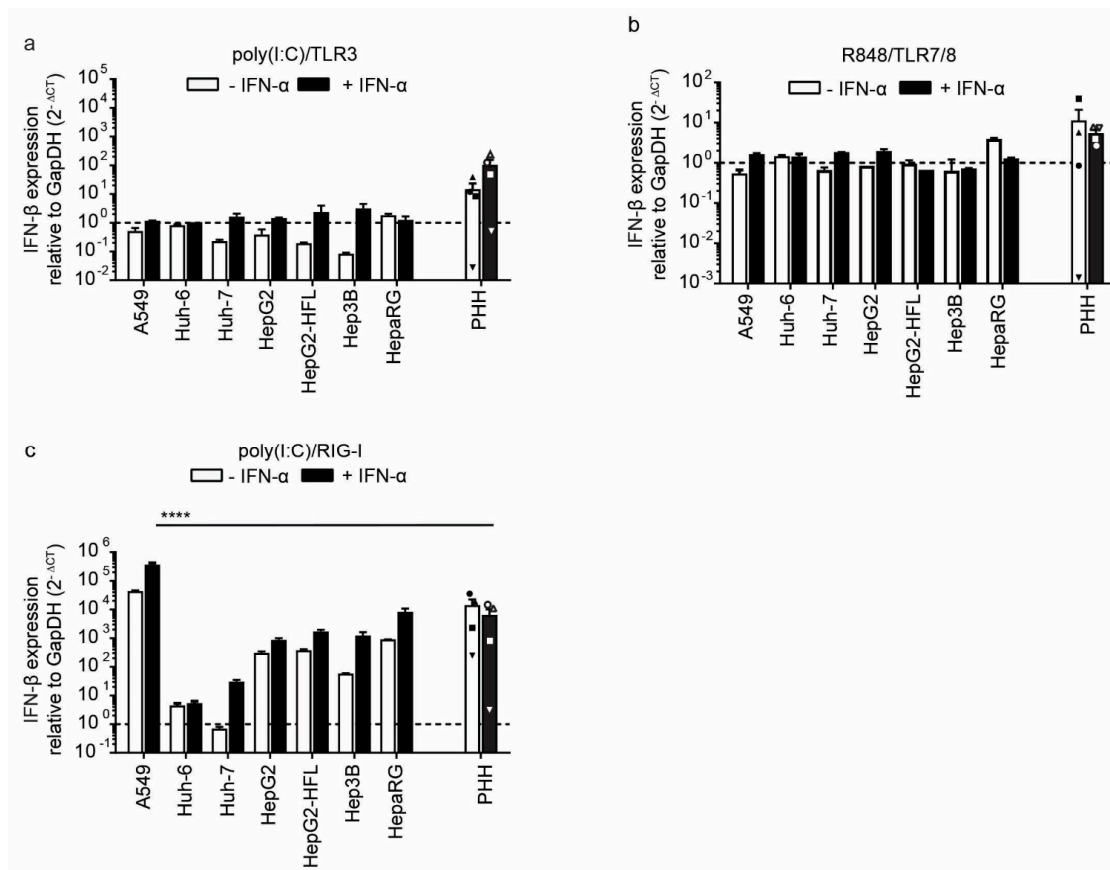 a
poly(I:C)/TLR3
- IFN-α + IFN-α
IFN-β expression
relative to GapDH (2^-ΔCT)
10^5
10^4
10^3
10^2
10^1
10^0
10^-1
10^-2
A549
Huh-6
Huh-7
HepG2
HepG2-HFL
Hep3B
HepaRG
PHH
b
R848/TLR7/8
- IFN-α + IFN-α
IFN-β expression
relative to GapDH (2^-ΔCT)
10^2
10^1
10^0
10^-1
10^-2
10^-3
A549
Huh-6
Huh-7
HepG2
HepG2-HFL
Hep3B
HepaRG
PHH
c
poly(I:C)/RIG-I
- IFN-α + IFN-α
****
IFN-β expression
relative to GapDH (2^-ΔCT)
10^6
10^5
10^4
10^3
10^2
10^1
10^0
10^-1
A549
Huh-6
Huh-7
HepG2
HepG2-HFL
Hep3B
HepaRG
PHH